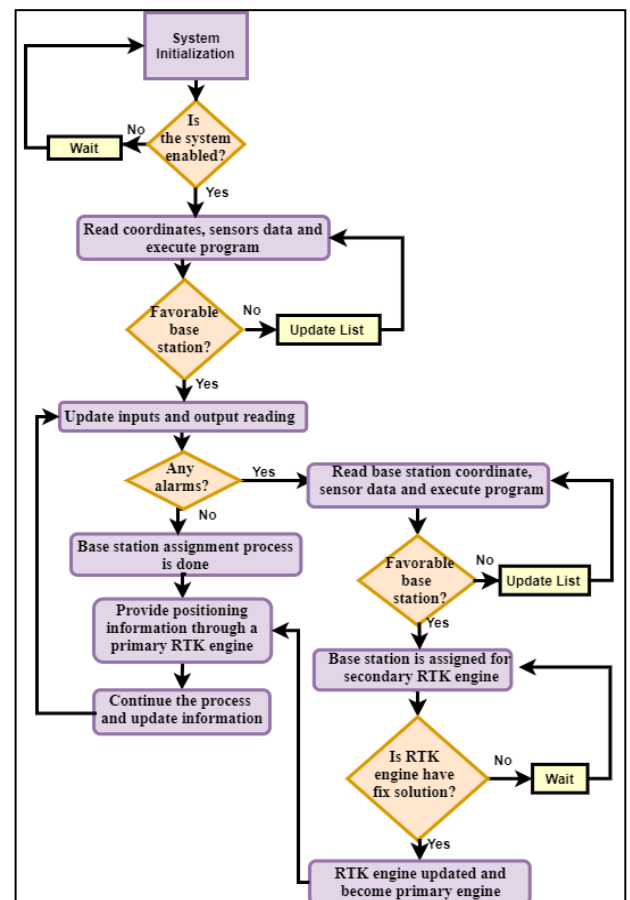 System
Initialization
Is
the system
enabled?
No
Wait
Yes
Read coordinates, sensors data and
execute program
Favorable
base
station?
No
Update List
Yes
Update inputs and output reading
Any
alarms?
Yes
Read base station coordinate,
sensor data and execute program
No
Base station assignment process
is done
Favorable
base
station?
No
Update List
Provide positioning
information through a
primary RTK engine
Yes
Base station is assigned for
secondary RTK engine
Continue the process
and update information
Is RTK
engine have
fix solution?
No
Wait
Yes
RTK engine updated and
become primary engine